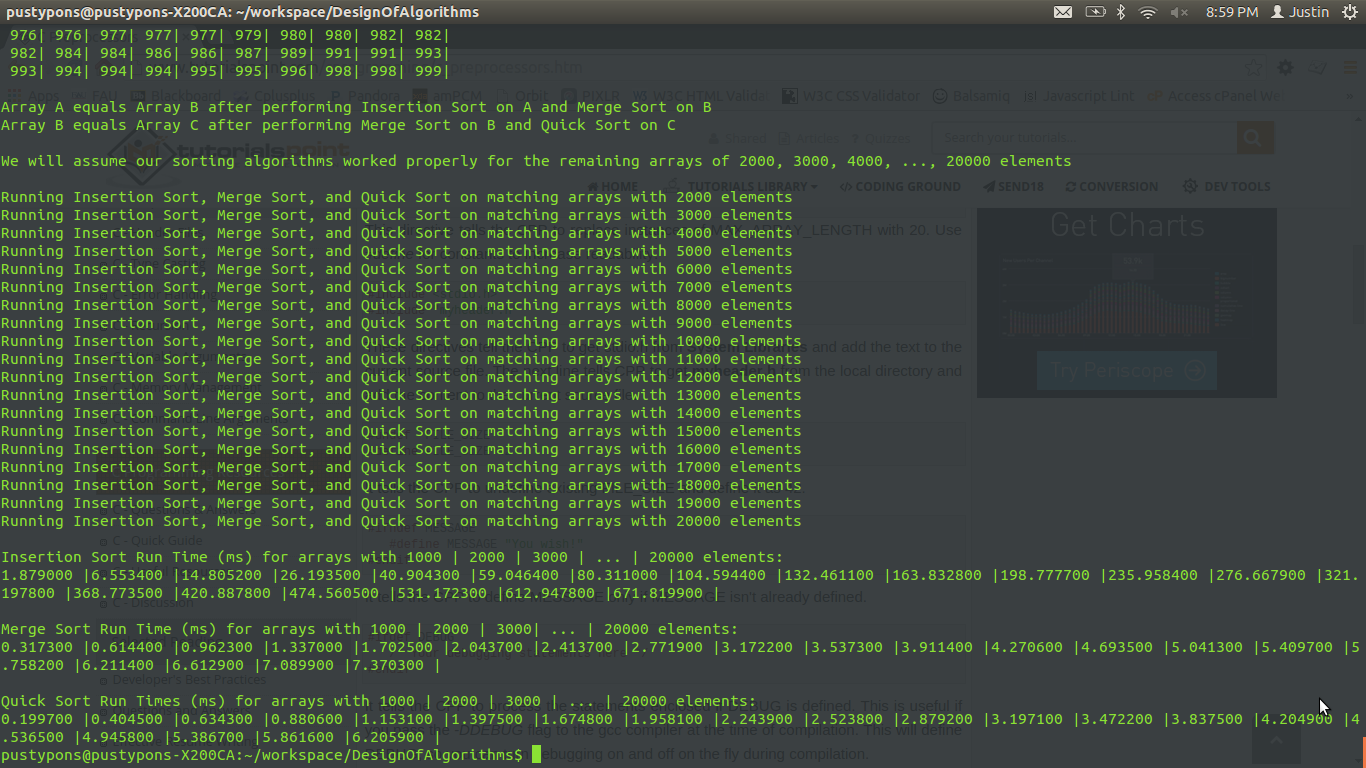 pustypons@pustypons-X200CA: ~/workspace/DesignOfAlgorithms 8:59 PM Justin
976| 976| 977| 977| 977| 979| 980| 980| 982| 982|
982| 984| 984| 986| 986| 987| 989| 991| 991| 993|
993| 994| 994| 994| 995| 995| 996| 998| 998| 999|
Array A equals Array B after performing Insertion Sort on A and Merge Sort on B
Array B equals Array C after performing Merge Sort on B and Quick Sort on C
We will assume our sorting algorithms worked properly for the remaining arrays of 2000, 3000, 4000, ..., 20000 elements
Running Insertion Sort, Merge Sort, and Quick Sort on matching arrays with 2000 elements
Running Insertion Sort, Merge Sort, and Quick Sort on matching arrays with 3000 elements
Running Insertion Sort, Merge Sort, and Quick Sort on matching arrays with 4000 elements
Running Insertion Sort, Merge Sort, and Quick Sort on matching arrays with 5000 elements
Running Insertion Sort, Merge Sort, and Quick Sort on matching arrays with 6000 elements
Running Insertion Sort, Merge Sort, and Quick Sort on matching arrays with 7000 elements
Running Insertion Sort, Merge Sort, and Quick Sort on matching arrays with 8000 elements
Running Insertion Sort, Merge Sort, and Quick Sort on matching arrays with 9000 elements
Running Insertion Sort, Merge Sort, and Quick Sort on matching arrays with 10000 elements
Running Insertion Sort, Merge Sort, and Quick Sort on matching arrays with 11000 elements
Running Insertion Sort, Merge Sort, and Quick Sort on matching arrays with 12000 elements
Running Insertion Sort, Merge Sort, and Quick Sort on matching arrays with 13000 elements
Running Insertion Sort, Merge Sort, and Quick Sort on matching arrays with 14000 elements
Running Insertion Sort, Merge Sort, and Quick Sort on matching arrays with 15000 elements
Running Insertion Sort, Merge Sort, and Quick Sort on matching arrays with 16000 elements
Running Insertion Sort, Merge Sort, and Quick Sort on matching arrays with 17000 elements
Running Insertion Sort, Merge Sort, and Quick Sort on matching arrays with 18000 elements
Running Insertion Sort, Merge Sort, and Quick Sort on matching arrays with 19000 elements
Running Insertion Sort, Merge Sort, and Quick Sort on matching arrays with 20000 elements
Insertion Sort Run Time (ms) for arrays with 1000 | 2000 | 3000 | ... | 20000 elements:
1.879000 |6.553400 |14.805200 |26.193500 |40.904300 |59.046400 |80.311000 |104.594400 |132.461100 |163.832800 |198.777700 |235.958400 |276.667900 |321.
197800 |368.773500 |420.887800 |474.560500 |531.172300 |612.947800 |671.819900 |
Merge Sort Run Time (ms) for arrays with 1000 | 2000 | 3000| ... | 20000 elements:
0.317300 |0.614400 |0.962300 |1.337000 |1.702500 |2.043700 |2.413700 |2.771900 |3.172200 |3.537300 |3.911400 |4.270600 |4.693500 |5.041300 |5.409700 |5
.758200 |6.211400 |6.612900 |7.089900 |7.370300 |
Quick Sort Run Times (ms) for arrays with 1000 | 2000 | 3000 | ... | 20000 elements:
0.199700 |0.404500 |0.634300 |0.880600 |1.153100 |1.397500 |1.674800 |1.958100 |2.243900 |2.523800 |2.879200 |3.197100 |3.472200 |3.837500 |4.204900 |4
.536500 |4.945800 |5.386700 |5.861600 |6.205900 |
pustypons@pustypons-X200CA:~/workspace/DesignOfAlgorithms$
Search your tutorials..
HOME TUTORIALS LIBRARY CODING GROUND SEND18 CONVERSION DEV TOOLS
Get Charts
Try Periscope